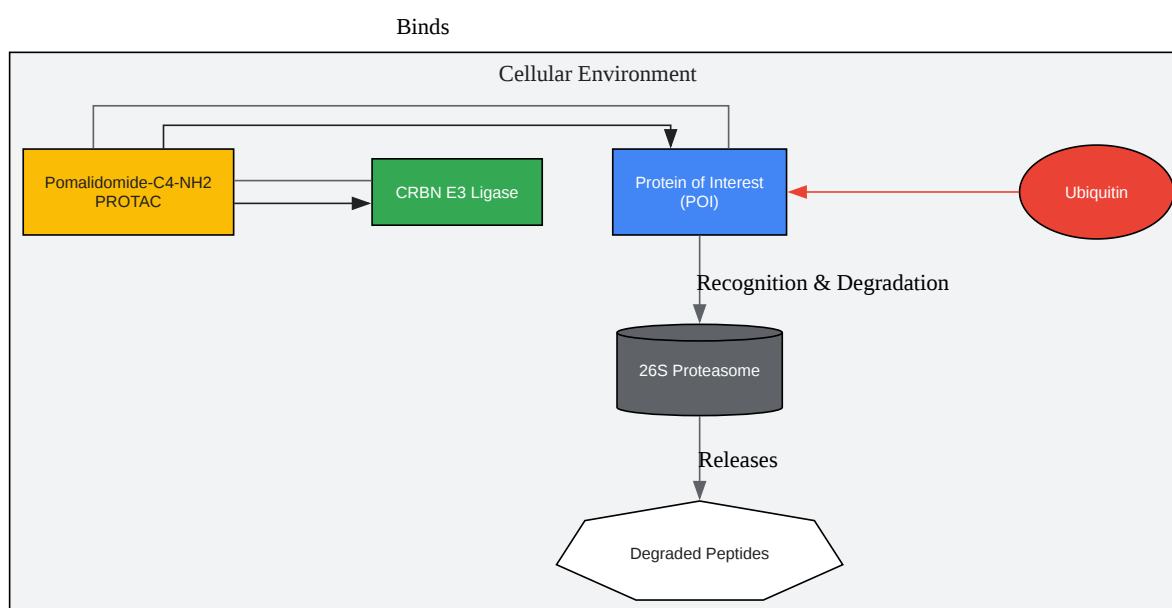 Binds
Cellular Environment
Pomalidomide-C4-NH2
PROTAC
CRBN E3 Ligase
Protein of Interest
(POI)
Ubiquitin
Recognition & Degradation
26S Proteasome
Releases
Degraded Peptides